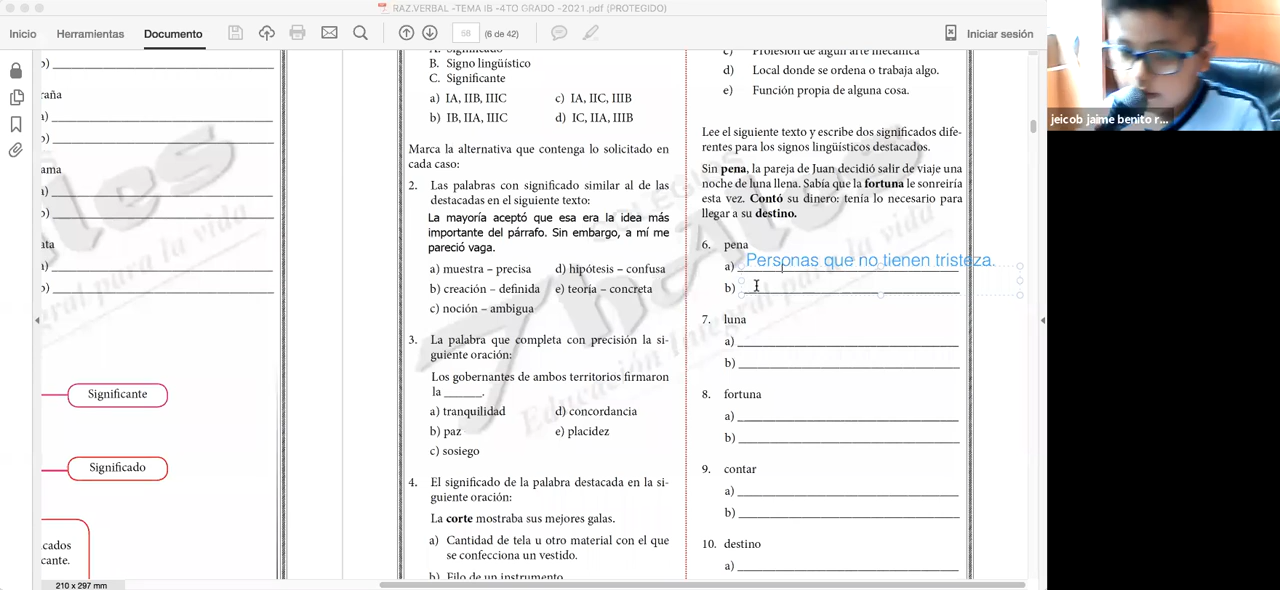 RAZ.VERBAL -TEMA IB -4TO GRADO -2021.pdf (PROTEGIDO)
Inicio Herramientas Documento 58 (6 de 42) Iniciar sesión
jeicob jaime benito r...
b)
raña
a)
b)
ama
a)
b)
ata
a)
b)
Significante
Significado
cados
cante.
A. Significado
B. Signo lingüístico
C. Significante
a) IA, IIB, IIIC c) IA, IIC, IIIB
b) IB, IIA, IIIC d) IC, IIA, IIIB
Marca la alternativa que contenga lo solicitado en
cada caso:
2. Las palabras con significado similar al de las
destacadas en el siguiente texto:
La mayoría aceptó que esa era la idea más
importante del párrafo. Sin embargo, a mí me
pareció vaga.
a) muestra – precisa d) hipótesis – confusa
b) creación – definida e) teoría – concreta
c) noción – ambigua
3. La palabra que completa con precisión la si-
guiente oración:
Los gobernantes de ambos territorios firmaron
la ______.
a) tranquilidad d) concordancia
b) paz e) placidez
c) sosiego
4. El significado de la palabra destacada en la si-
guiente oración:
La corte mostraba sus mejores galas.
a) Cantidad de tela u otro material con el que
se confecciona un vestido.
b) Filo de un instrumento
c) Profesión de algún arte mecánica
d) Local donde se ordena o trabaja algo.
e) Función propia de alguna cosa.
Lee el siguiente texto y escribe dos significados dife-
rentes para los signos lingüísticos destacados.
Sin pena, la pareja de Juan decidió salir de viaje una
noche de luna llena. Sabía que la fortuna le sonreiría
esta vez. Contó su dinero: tenía lo necesario para
llegar a su destino.
6. pena
a) Personas que no tienen tristeza.
b)
7. luna
a)
b)
8. fortuna
a)
b)
9. contar
a)
b)
10. destino
a)
210 x 297 mm